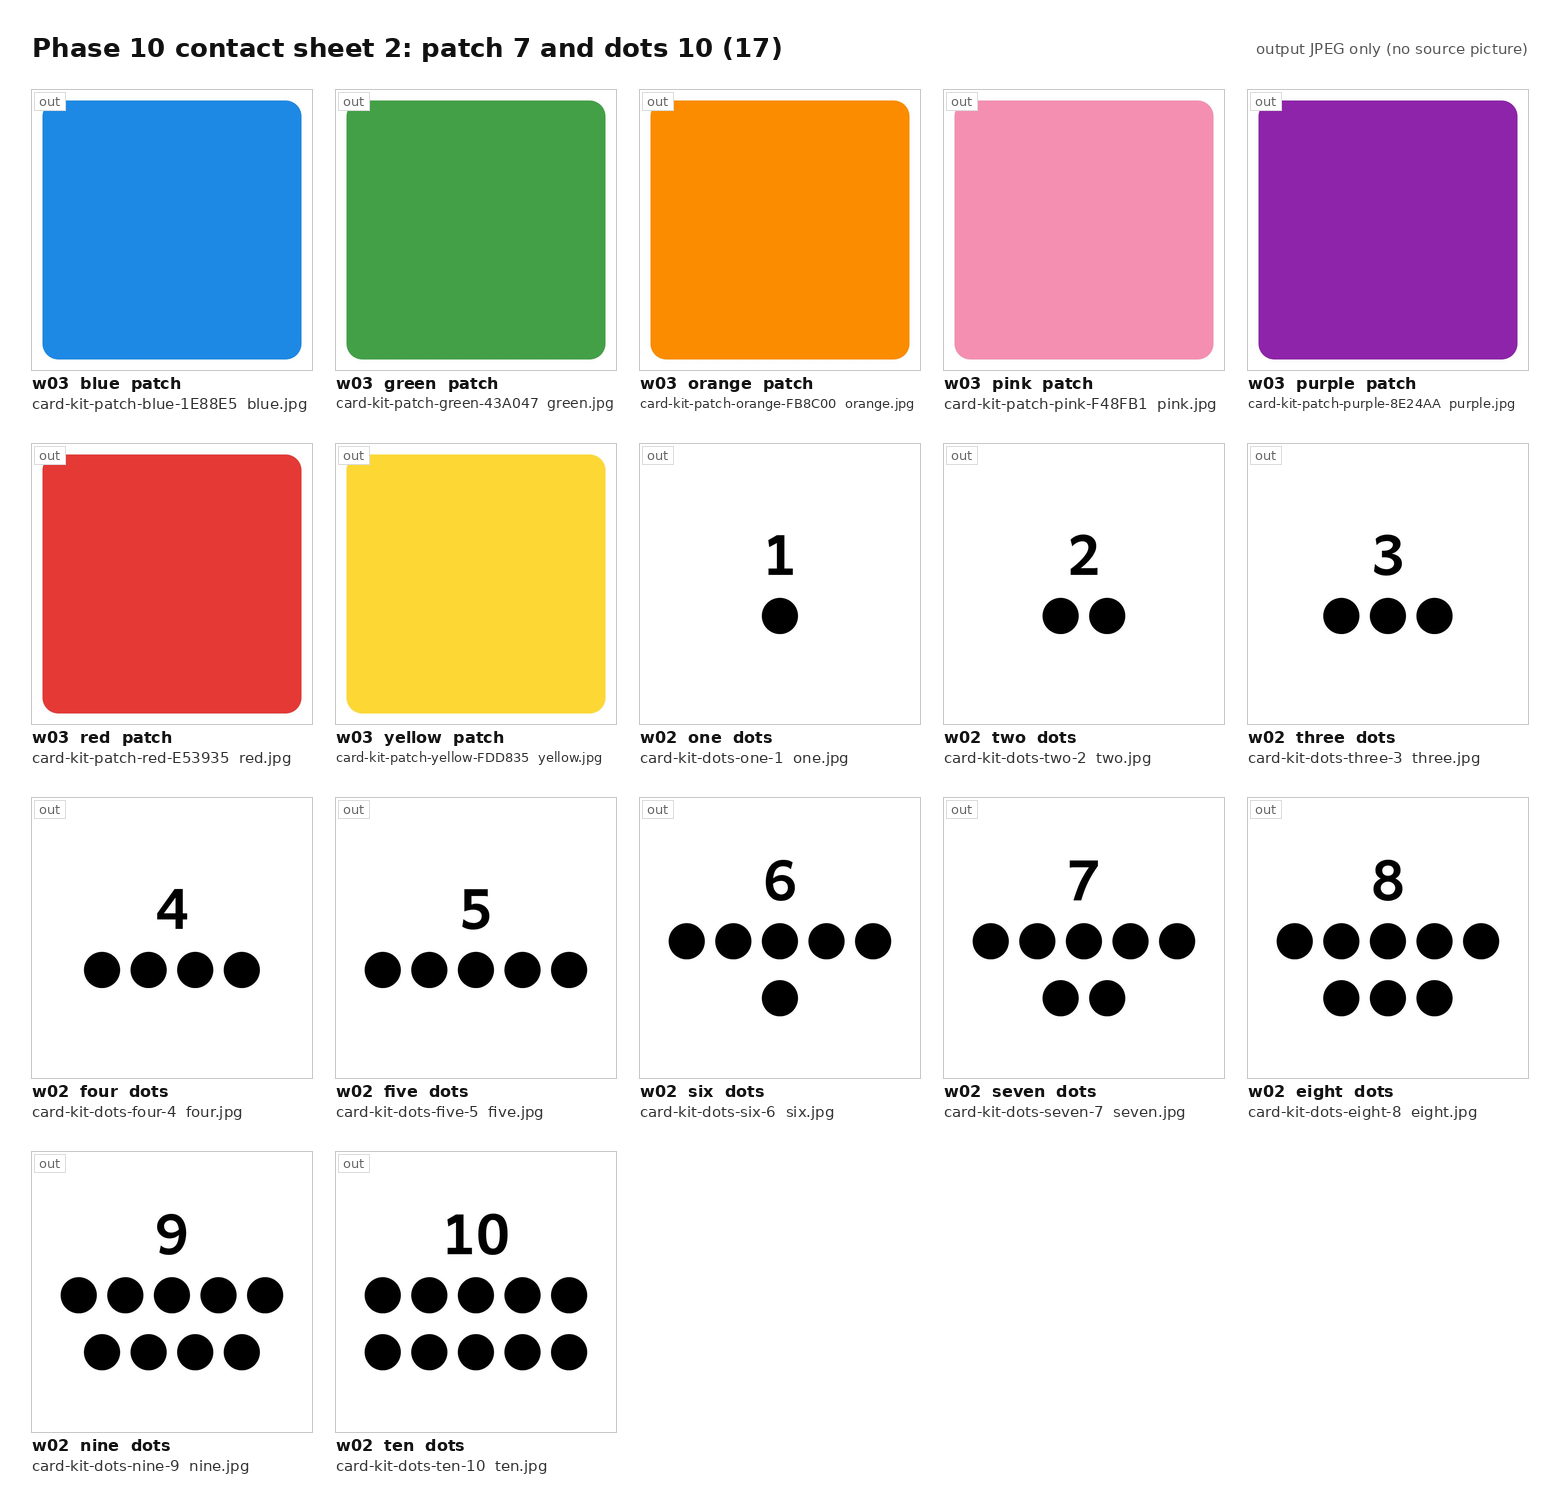 Phase 10 contact sheet 2: patch 7 and dots 10 (17)
output JPEG only (no source picture)
out
out
out
out
out
w03 blue patch
card-kit-patch-blue-1E88E5 blue.jpg
w03 green patch
card-kit-patch-green-43A047 green.jpg
w03 orange patch
card-kit-patch-orange-FB8C00 orange.jpg
w03 pink patch
card-kit-patch-pink-F48FB1 pink.jpg
w03 purple patch
card-kit-patch-purple-8E24AA purple.jpg
out
out
out
1
out
2
out
3
w03 red patch
card-kit-patch-red-E53935 red.jpg
w03 yellow patch
card-kit-patch-yellow-FDD835 yellow.jpg
w02 one dots
card-kit-dots-one-1 one.jpg
w02 two dots
card-kit-dots-two-2 two.jpg
w02 three dots
card-kit-dots-three-3 three.jpg
out
4
out
5
out
6
out
7
out
8
w02 four dots
card-kit-dots-four-4 four.jpg
w02 five dots
card-kit-dots-five-5 five.jpg
w02 six dots
card-kit-dots-six-6 six.jpg
w02 seven dots
card-kit-dots-seven-7 seven.jpg
w02 eight dots
card-kit-dots-eight-8 eight.jpg
out
9
out
10
w02 nine dots
card-kit-dots-nine-9 nine.jpg
w02 ten dots
card-kit-dots-ten-10 ten.jpg